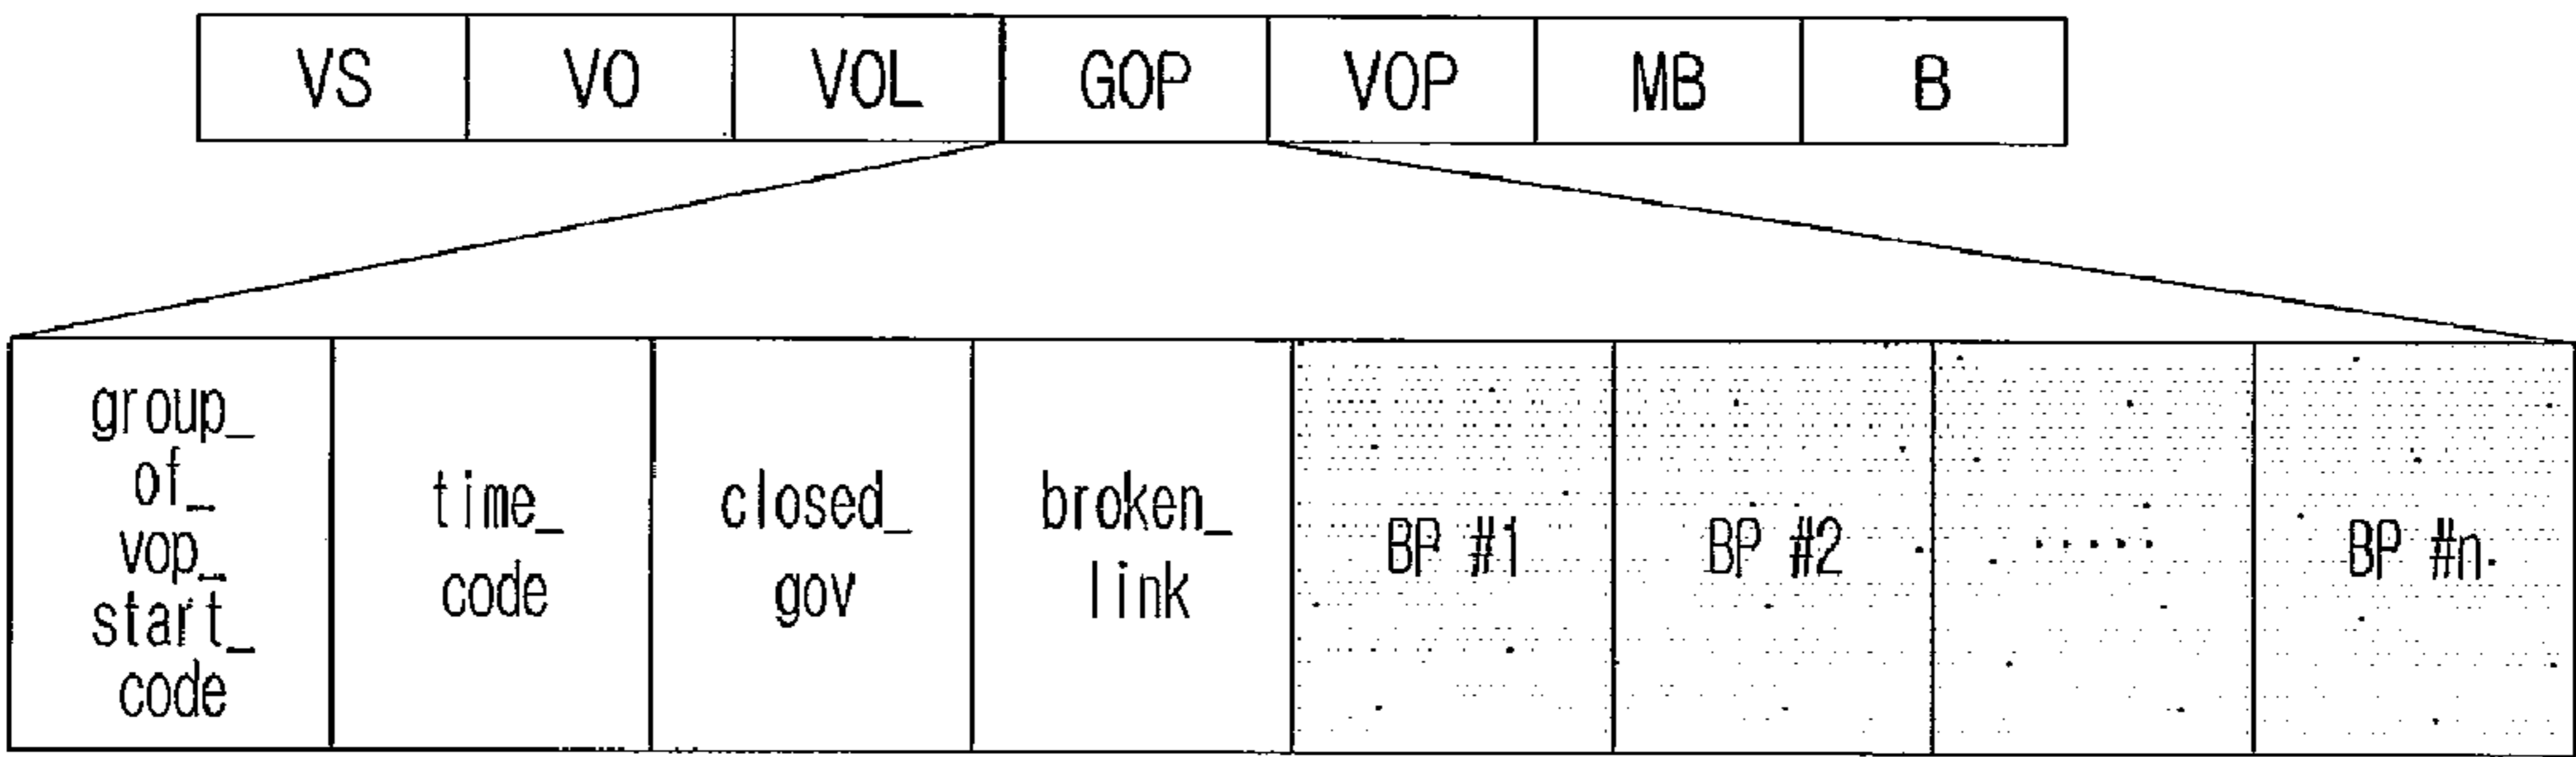 VS VO VOL GOP VOP MB B
group_
of_
vop_
start_
code
time_
code
closed_
gov
broken_
link
BP #1
BP #2
·····
BP #n